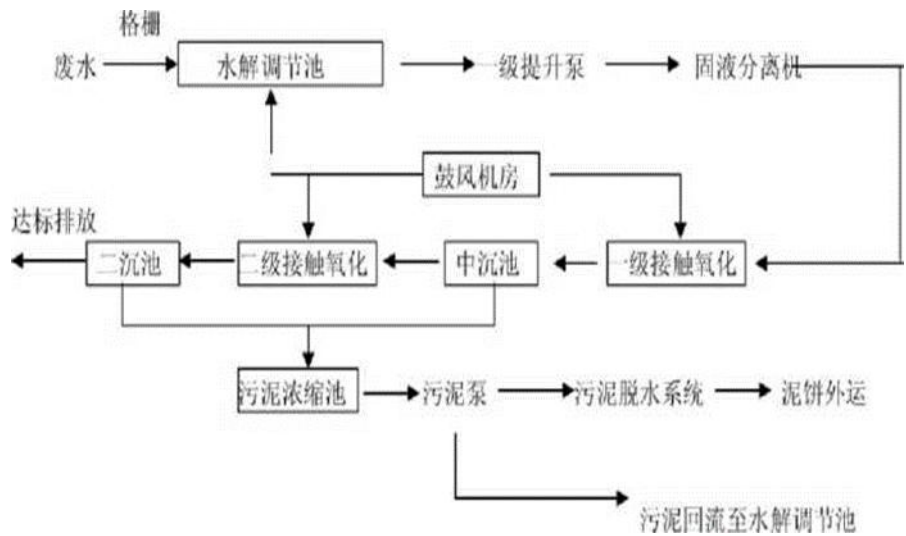 格栅
废水
水解调节池
一级提升泵
固液分离机
鼓风机房
达标排放
二沉池
二级接触氧化
中沉池
一级接触氧化
污泥浓缩池
污泥泵
污泥脱水系统
泥饼外运
污泥回流至水解调节池